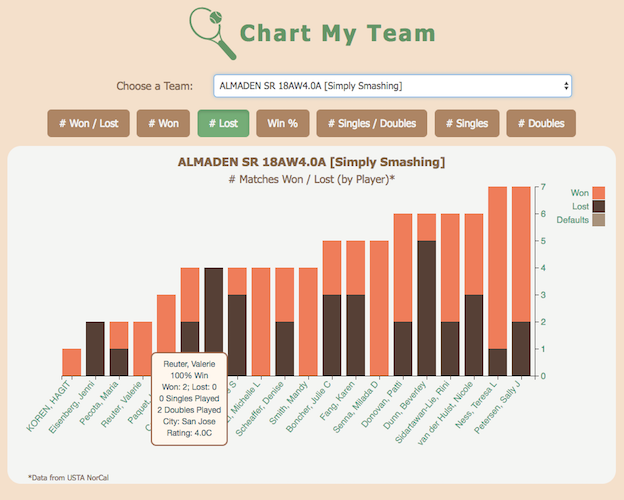 Chart My Team
Choose a Team: ALMADEN SR 18AW4.0A [Simply Smashing]
# Won / Lost # Won # Lost Win % # Singles / Doubles # Singles # Doubles
ALMADEN SR 18AW4.0A [Simply Smashing]
# Matches Won / Lost (by Player)*
Won
Lost
Defaults
7
6
5
4
3
2
1
0
KOREN, HAGIT
Eisenberg, Jenni
Pecota, Maria
Reuter, Valerie
Paquet,
Michelle L
Scheaffer, Denise
Smith, Mandy
Boncher, Julie C
Fang, Karen
Senna, Milada D
Donovan, Patti
Dunn, Beverley
Sidartawan-Lie, Rini
van der Hulst, Nicole
Ness, Teresa L
Petersen, Sally J
Reuter, Valerie
100% Win
Won: 2; Lost: 0
0 Singles Played
2 Doubles Played
City: San Jose
Rating: 4.0C
*Data from USTA NorCal